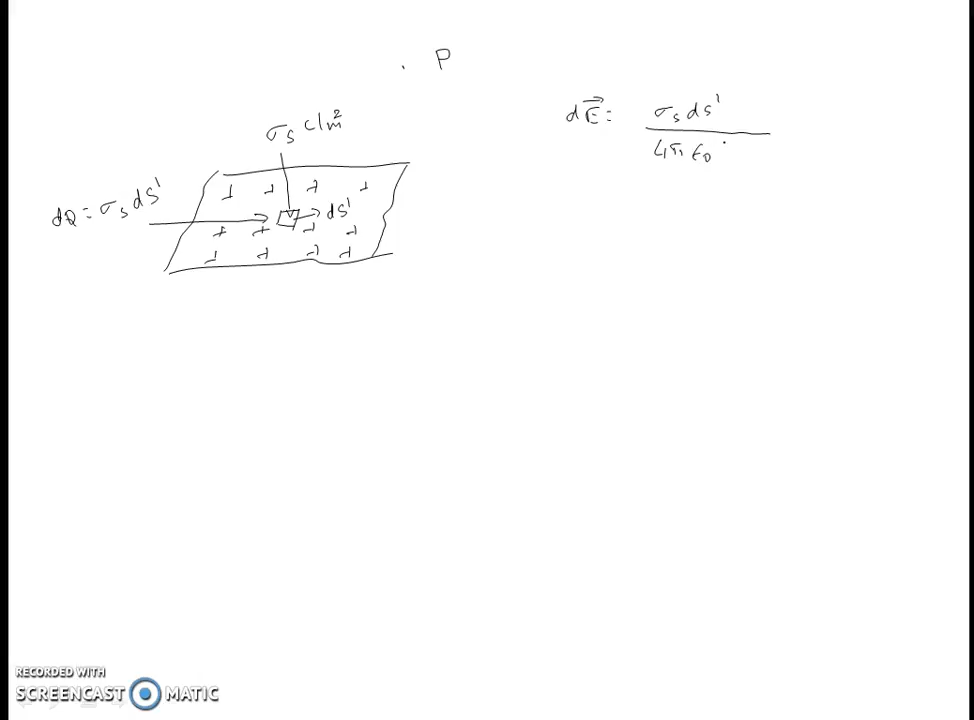 P
σs C/m²
dE⃗ = σs ds' / 4π ε0
dQ = σs ds'
+ + + +
ds'
+ + + +
+ + + +
RECORDED WITH
SCREENCAST MATIC